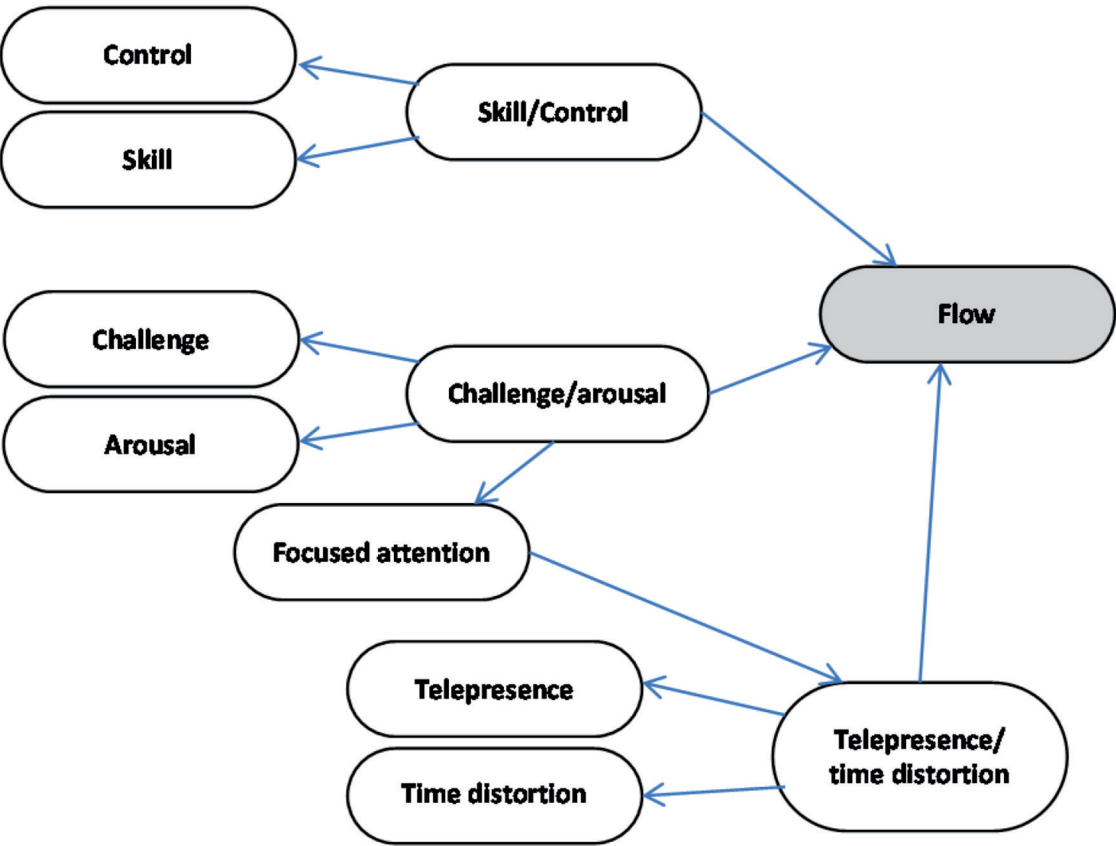 Control
Skill/Control
Skill
Flow
Challenge
Challenge/arousal
Arousal
Focused attention
Telepresence
Telepresence/
time distortion
Time distortion